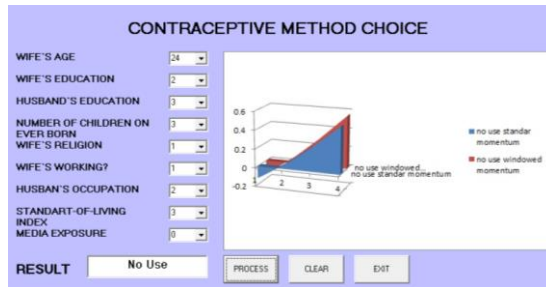 CONTRACEPTIVE METHOD CHOICE
WIFE'S AGE 24
WIFE'S EDUCATION 2
HUSBAND'S EDUCATION 3
NUMBER OF CHILDREN ON 3
EVER BORN
WIFE'S RELIGION 1
WIFE'S WORKING? 1
HUSBAN'S OCCUPATION 2
STANDART-OF-LIVING 3
INDEX
MEDIA EXPOSURE 0
RESULT No Use
0.6
0.4
0.2
0
-0.2
1 2 3 4
no use windowed...
no use standar momentum
no use standar
momentum
no use windowed
momentum
PROCESS CLEAR EXIT